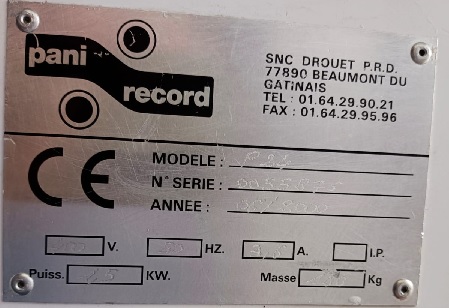 pani
record
SNC DROUET P.R.D.
77890 BEAUMONT DU
GATINAIS
TEL : 01.64.29.90.21
FAX : 01.64.29.95.96
CE
MODELE :
N° SERIE :
ANNEE :
V. HZ. A. I.P.
Puiss. KW. Masse Kg